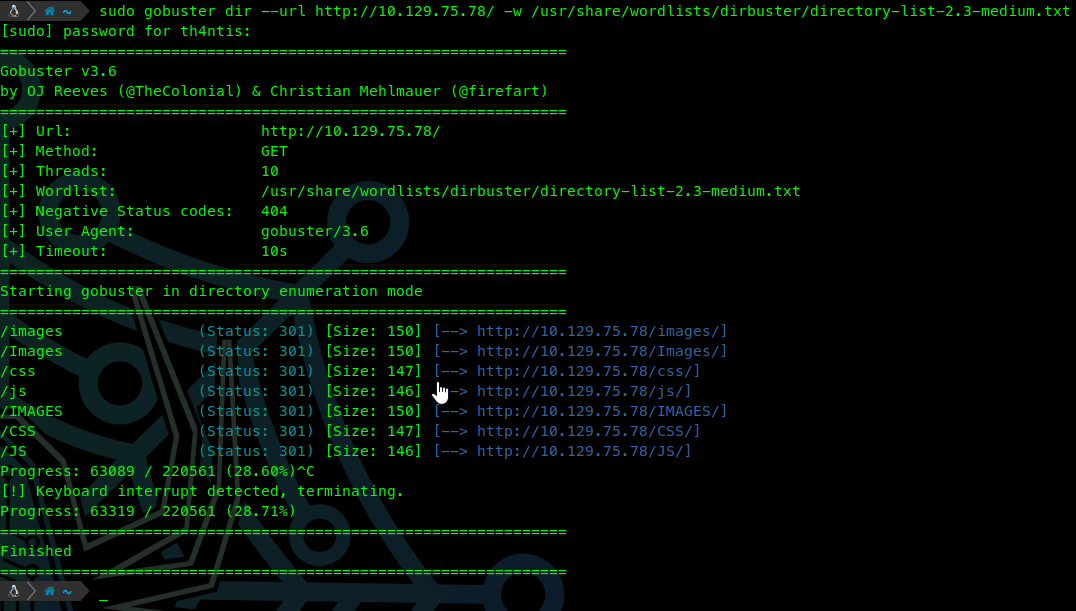 ~ sudo gobuster dir --url http://10.129.75.78/ -w /usr/share/wordlists/dirbuster/directory-list-2.3-medium.txt
[sudo] password for th4ntis:
===============================================================
Gobuster v3.6
by OJ Reeves (@TheColonial) & Christian Mehlmauer (@firefart)
===============================================================
[+] Url:                     http://10.129.75.78/
[+] Method:                  GET
[+] Threads:                 10
[+] Wordlist:                /usr/share/wordlists/dirbuster/directory-list-2.3-medium.txt
[+] Negative Status codes:   404
[+] User Agent:              gobuster/3.6
[+] Timeout:                 10s
===============================================================
Starting gobuster in directory enumeration mode
===============================================================
/images               (Status: 301) [Size: 150] [--> http://10.129.75.78/images/]
/Images               (Status: 301) [Size: 150] [--> http://10.129.75.78/Images/]
/css                  (Status: 301) [Size: 147] [--> http://10.129.75.78/css/]
/js                   (Status: 301) [Size: 146] [--> http://10.129.75.78/js/]
/IMAGES               (Status: 301) [Size: 150] [--> http://10.129.75.78/IMAGES/]
/CSS                  (Status: 301) [Size: 147] [--> http://10.129.75.78/CSS/]
/JS                   (Status: 301) [Size: 146] [--> http://10.129.75.78/JS/]
Progress: 63089 / 220561 (28.60%)^C
[!] Keyboard interrupt detected, terminating.
Progress: 63319 / 220561 (28.71%)
===============================================================
Finished
===============================================================
~ _